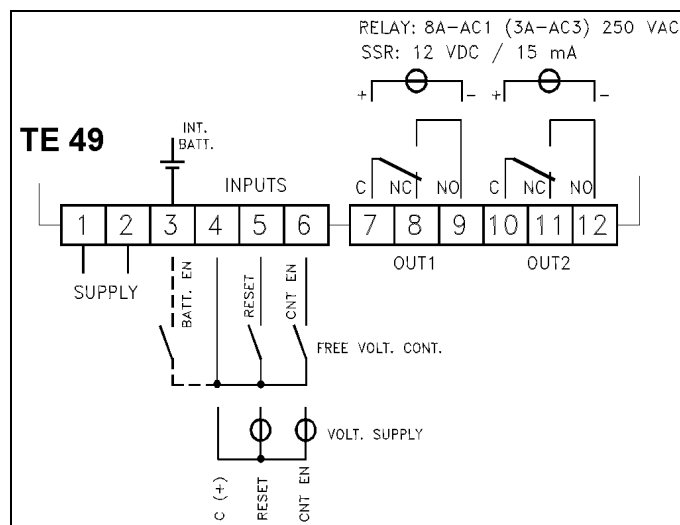 RELAY: 8A-AC1 (3A-AC3) 250 VAC
SSR: 12 VDC / 15 mA
+ - + -
TE 49
INT.
BATT.
INPUTS
C NC NO C NC NO
1 2 3 4 5 6 7 8 9 10 11 12
SUPPLY
OUT1 OUT2
BATT. EN
RESET
CNT EN
FREE VOLT. CONT.
VOLT. SUPPLY
C (+)
RESET
CNT EN